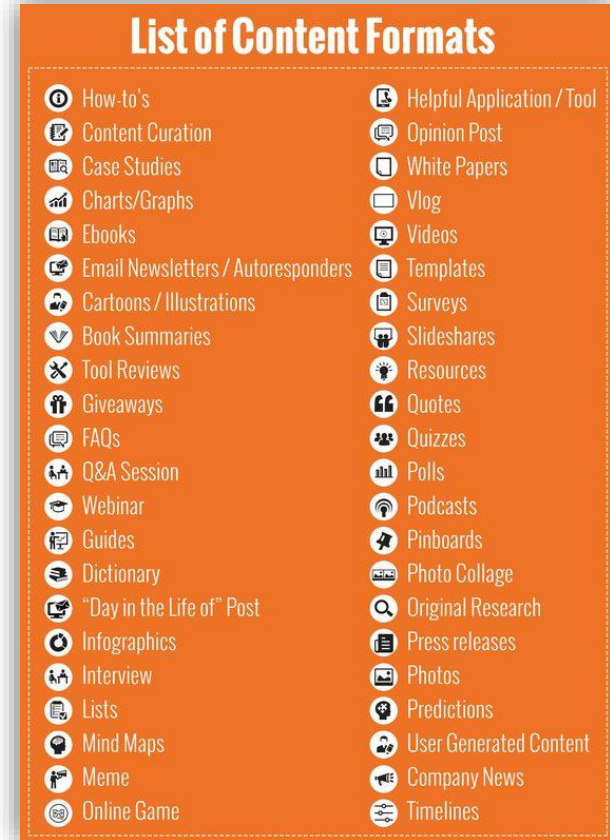 List of Content Formats
How-to's
Content Curation
Case Studies
Charts/Graphs
Ebooks
Email Newsletters / Autoresponders
Cartoons / Illustrations
Book Summaries
Tool Reviews
Giveaways
FAQs
Q&A Session
Webinar
Guides
Dictionary
“Day in the Life of” Post
Infographics
Interview
Lists
Mind Maps
Meme
Online Game
Helpful Application / Tool
Opinion Post
White Papers
Vlog
Videos
Templates
Surveys
Slideshares
Resources
Quotes
Quizzes
Polls
Podcasts
Pinboards
Photo Collage
Original Research
Press releases
Photos
Predictions
User Generated Content
Company News
Timelines